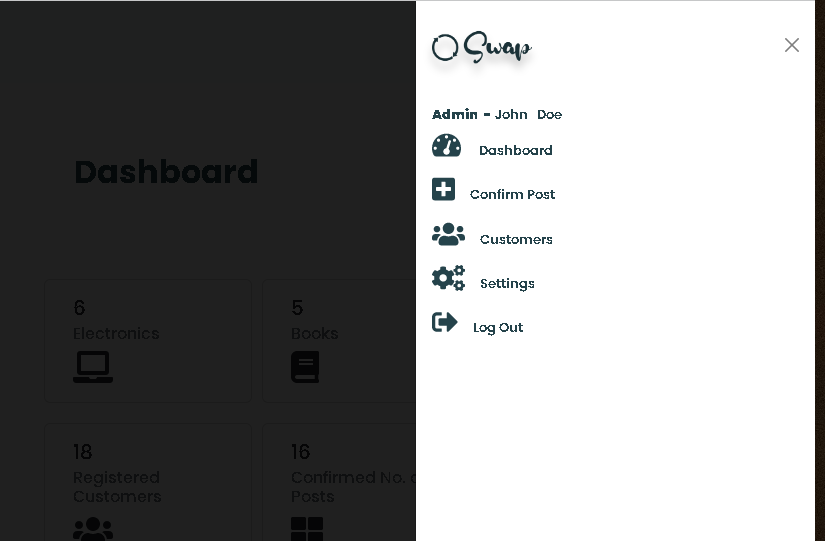 Swap
Admin - John Doe
Dashboard
Confirm Post
Customers
Settings
Log Out
Dashboard
6
Electronics
5
Books
18
Registered
Customers
16
Confirmed No. o
Posts